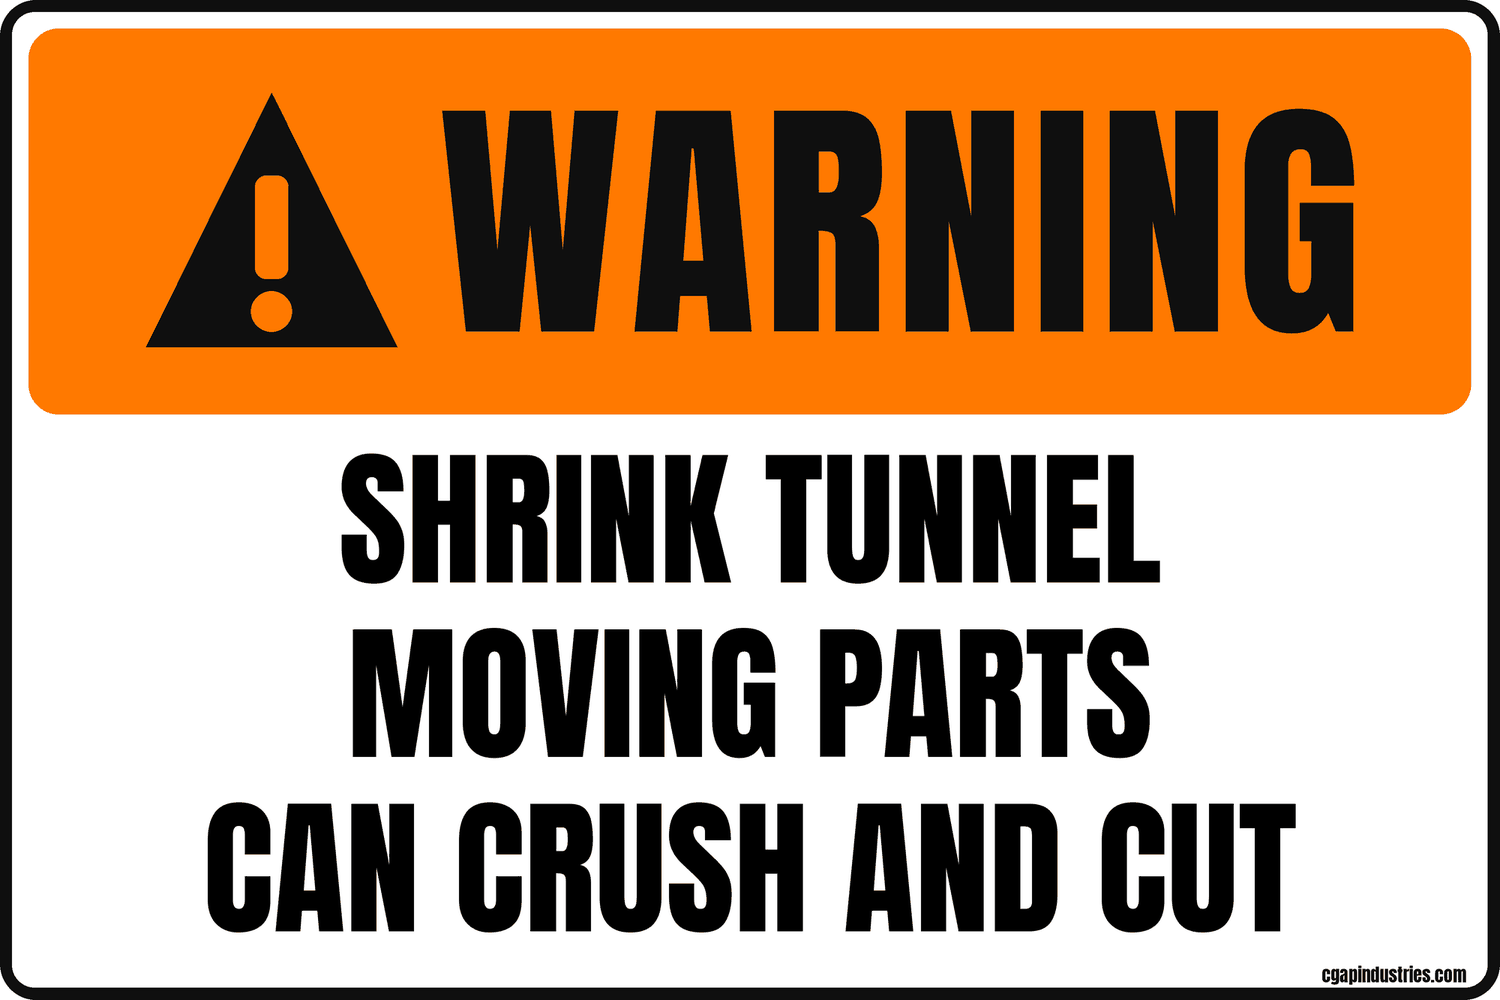 WARNING
SHRINK TUNNEL
MOVING PARTS
CAN CRUSH AND CUT
cgapindustries.com